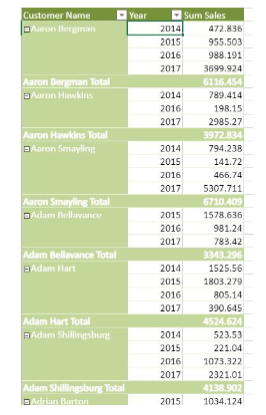 Customer Name Year Sum Sales
Aaron Bergman 2014 472.836
2015 955.503
2016 988.191
2017 3699.924
Aaron Bergman Total 6116.454
Aaron Hawkins 2014 789.414
2016 198.15
2017 2985.27
Aaron Hawkins Total 3972.834
Aaron Smayling 2014 794.238
2015 141.72
2016 466.74
2017 5307.711
Aaron Smayling Total 6710.409
Adam Bellavance 2015 1578.636
2016 981.24
2017 783.42
Adam Bellavance Total 3343.296
Adam Hart 2014 1525.56
2015 1803.279
2016 805.14
2017 390.645
Adam Hart Total 4524.624
Adam Shillingsburg 2014 523.53
2015 221.04
2016 1073.322
2017 2321.01
Adam Shillingsburg Total 4138.902
Adrian Barton 2015 1034.124